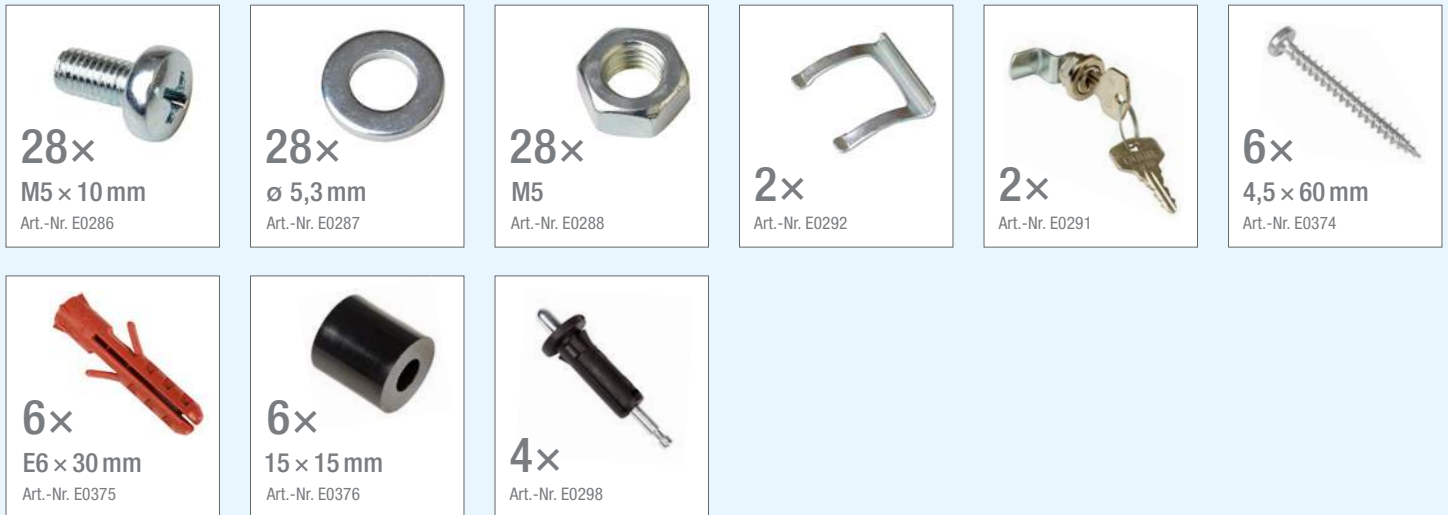 28×
M5 × 10 mm
Art.-Nr. E0286
28×
ø 5,3 mm
Art.-Nr. E0287
28×
M5
Art.-Nr. E0288
2×
Art.-Nr. E0292
2×
Art.-Nr. E0291
6×
4,5 × 60 mm
Art.-Nr. E0374
6×
E6 × 30 mm
Art.-Nr. E0375
6×
15 × 15 mm
Art.-Nr. E0376
4×
Art.-Nr. E0298